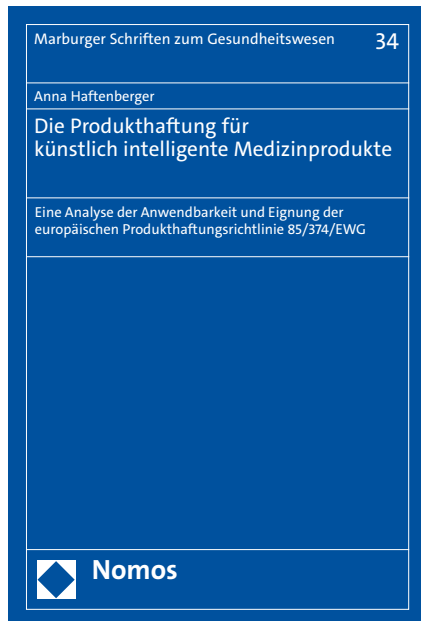 Marburger Schriften zum Gesundheitswesen 34
Anna Haftenberger
Die Produkthaftung für
künstlich intelligente Medizinprodukte
Eine Analyse der Anwendbarkeit und Eignung der
europäischen Produkthaftungsrichtlinie 85/374/EWG
Nomos